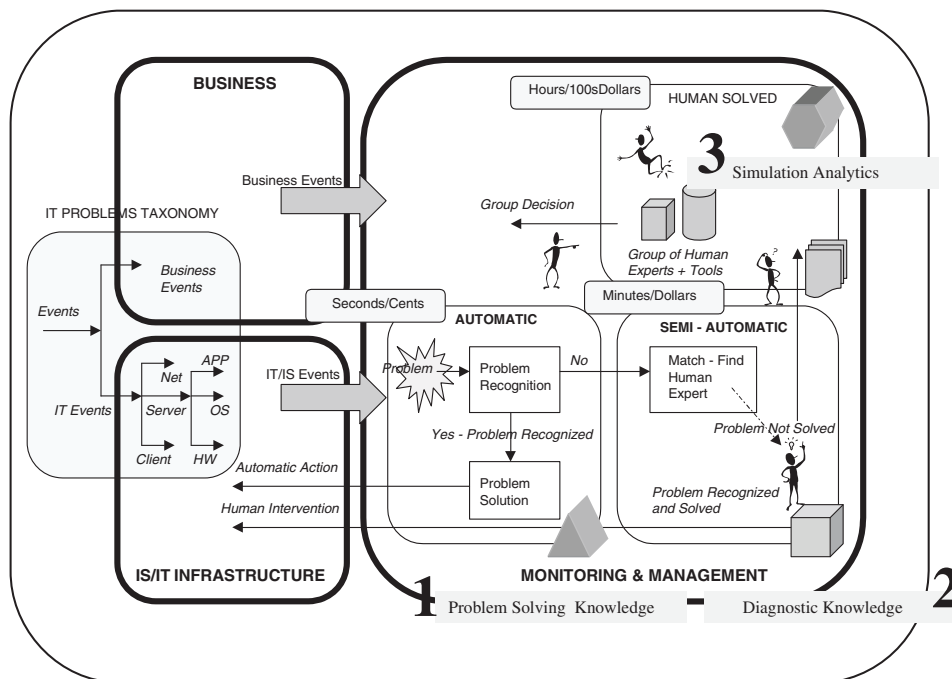 BUSINESS
Hours/100sDollars
HUMAN SOLVED
3
Simulation Analytics
Business Events
IT PROBLEMS TAXONOMY
Group Decision
Group of Human
Experts + Tools
Business
Events
Events
Seconds/Cents
Minutes/Dollars
AUTOMATIC
SEMI - AUTOMATIC
IT/IS Events
Problem
Problem
Recognition
No
Match - Find
Human
Expert
Net
APP
IT Events
Server
OS
Client
HW
Yes - Problem Recognized
Problem Not Solved
Automatic Action
Problem
Solution
Human Intervention
Problem Recognized
and Solved
IS/IT INFRASTRUCTURE
MONITORING & MANAGEMENT
1
Problem Solving Knowledge
Diagnostic Knowledge
2